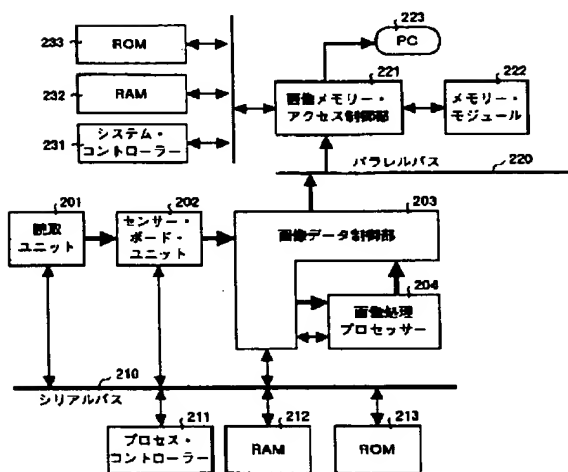 223
PC
233
ROM
221
222
232
RAM
画像メモリー・
アクセス制御部
メモリー・
モジュール
231
システム・
コントローラー
パラレルバス
220
201
202
203
読取
ユニット
センサー・
ボード・
ユニット
画像データ制御部
204
画像処理
プロセッサー
210
シリアルバス
211
212
213
プロセス・
コントローラー
RAM
ROM